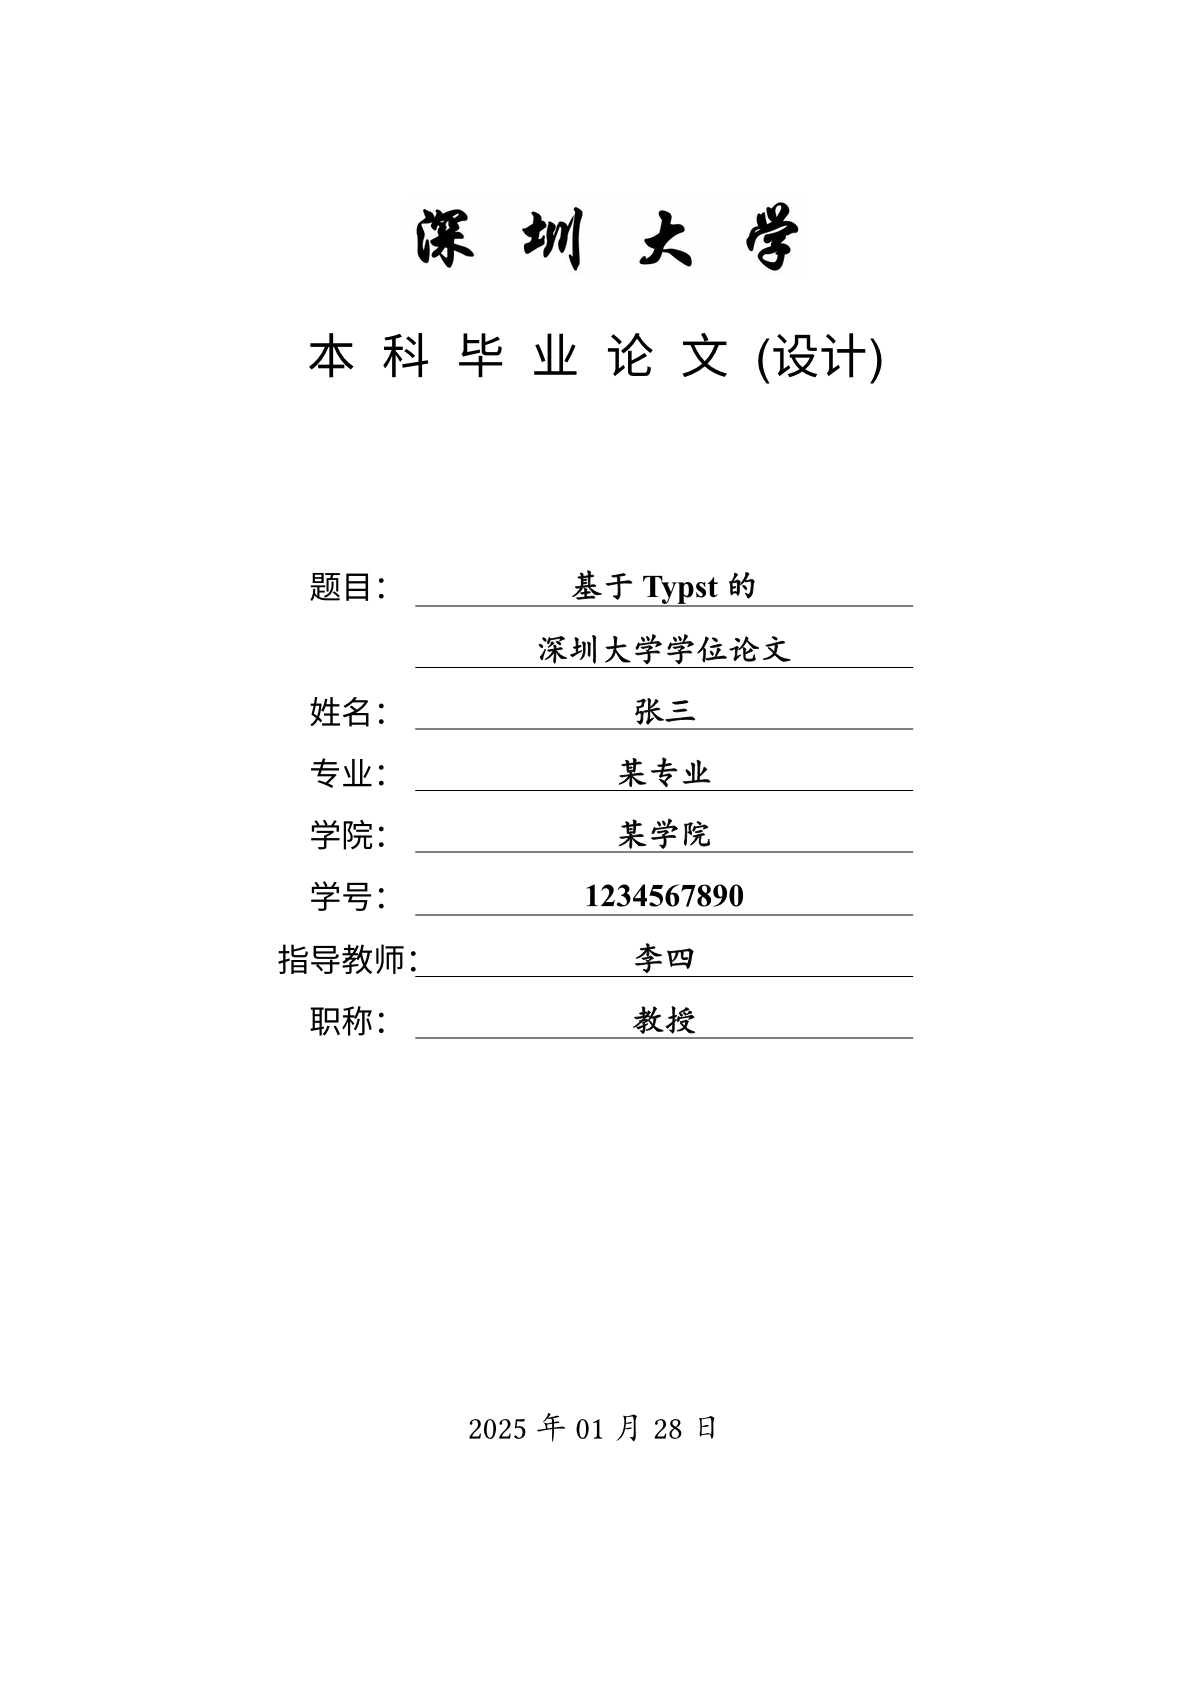 深 圳 大 学
本 科 毕 业 论 文 (设计)
题目： 基于 Typst 的
深圳大学学位论文
姓名： 张三
专业： 某专业
学院： 某学院
学号： 1234567890
指导教师： 李四
职称： 教授
2025 年 01 月 28 日